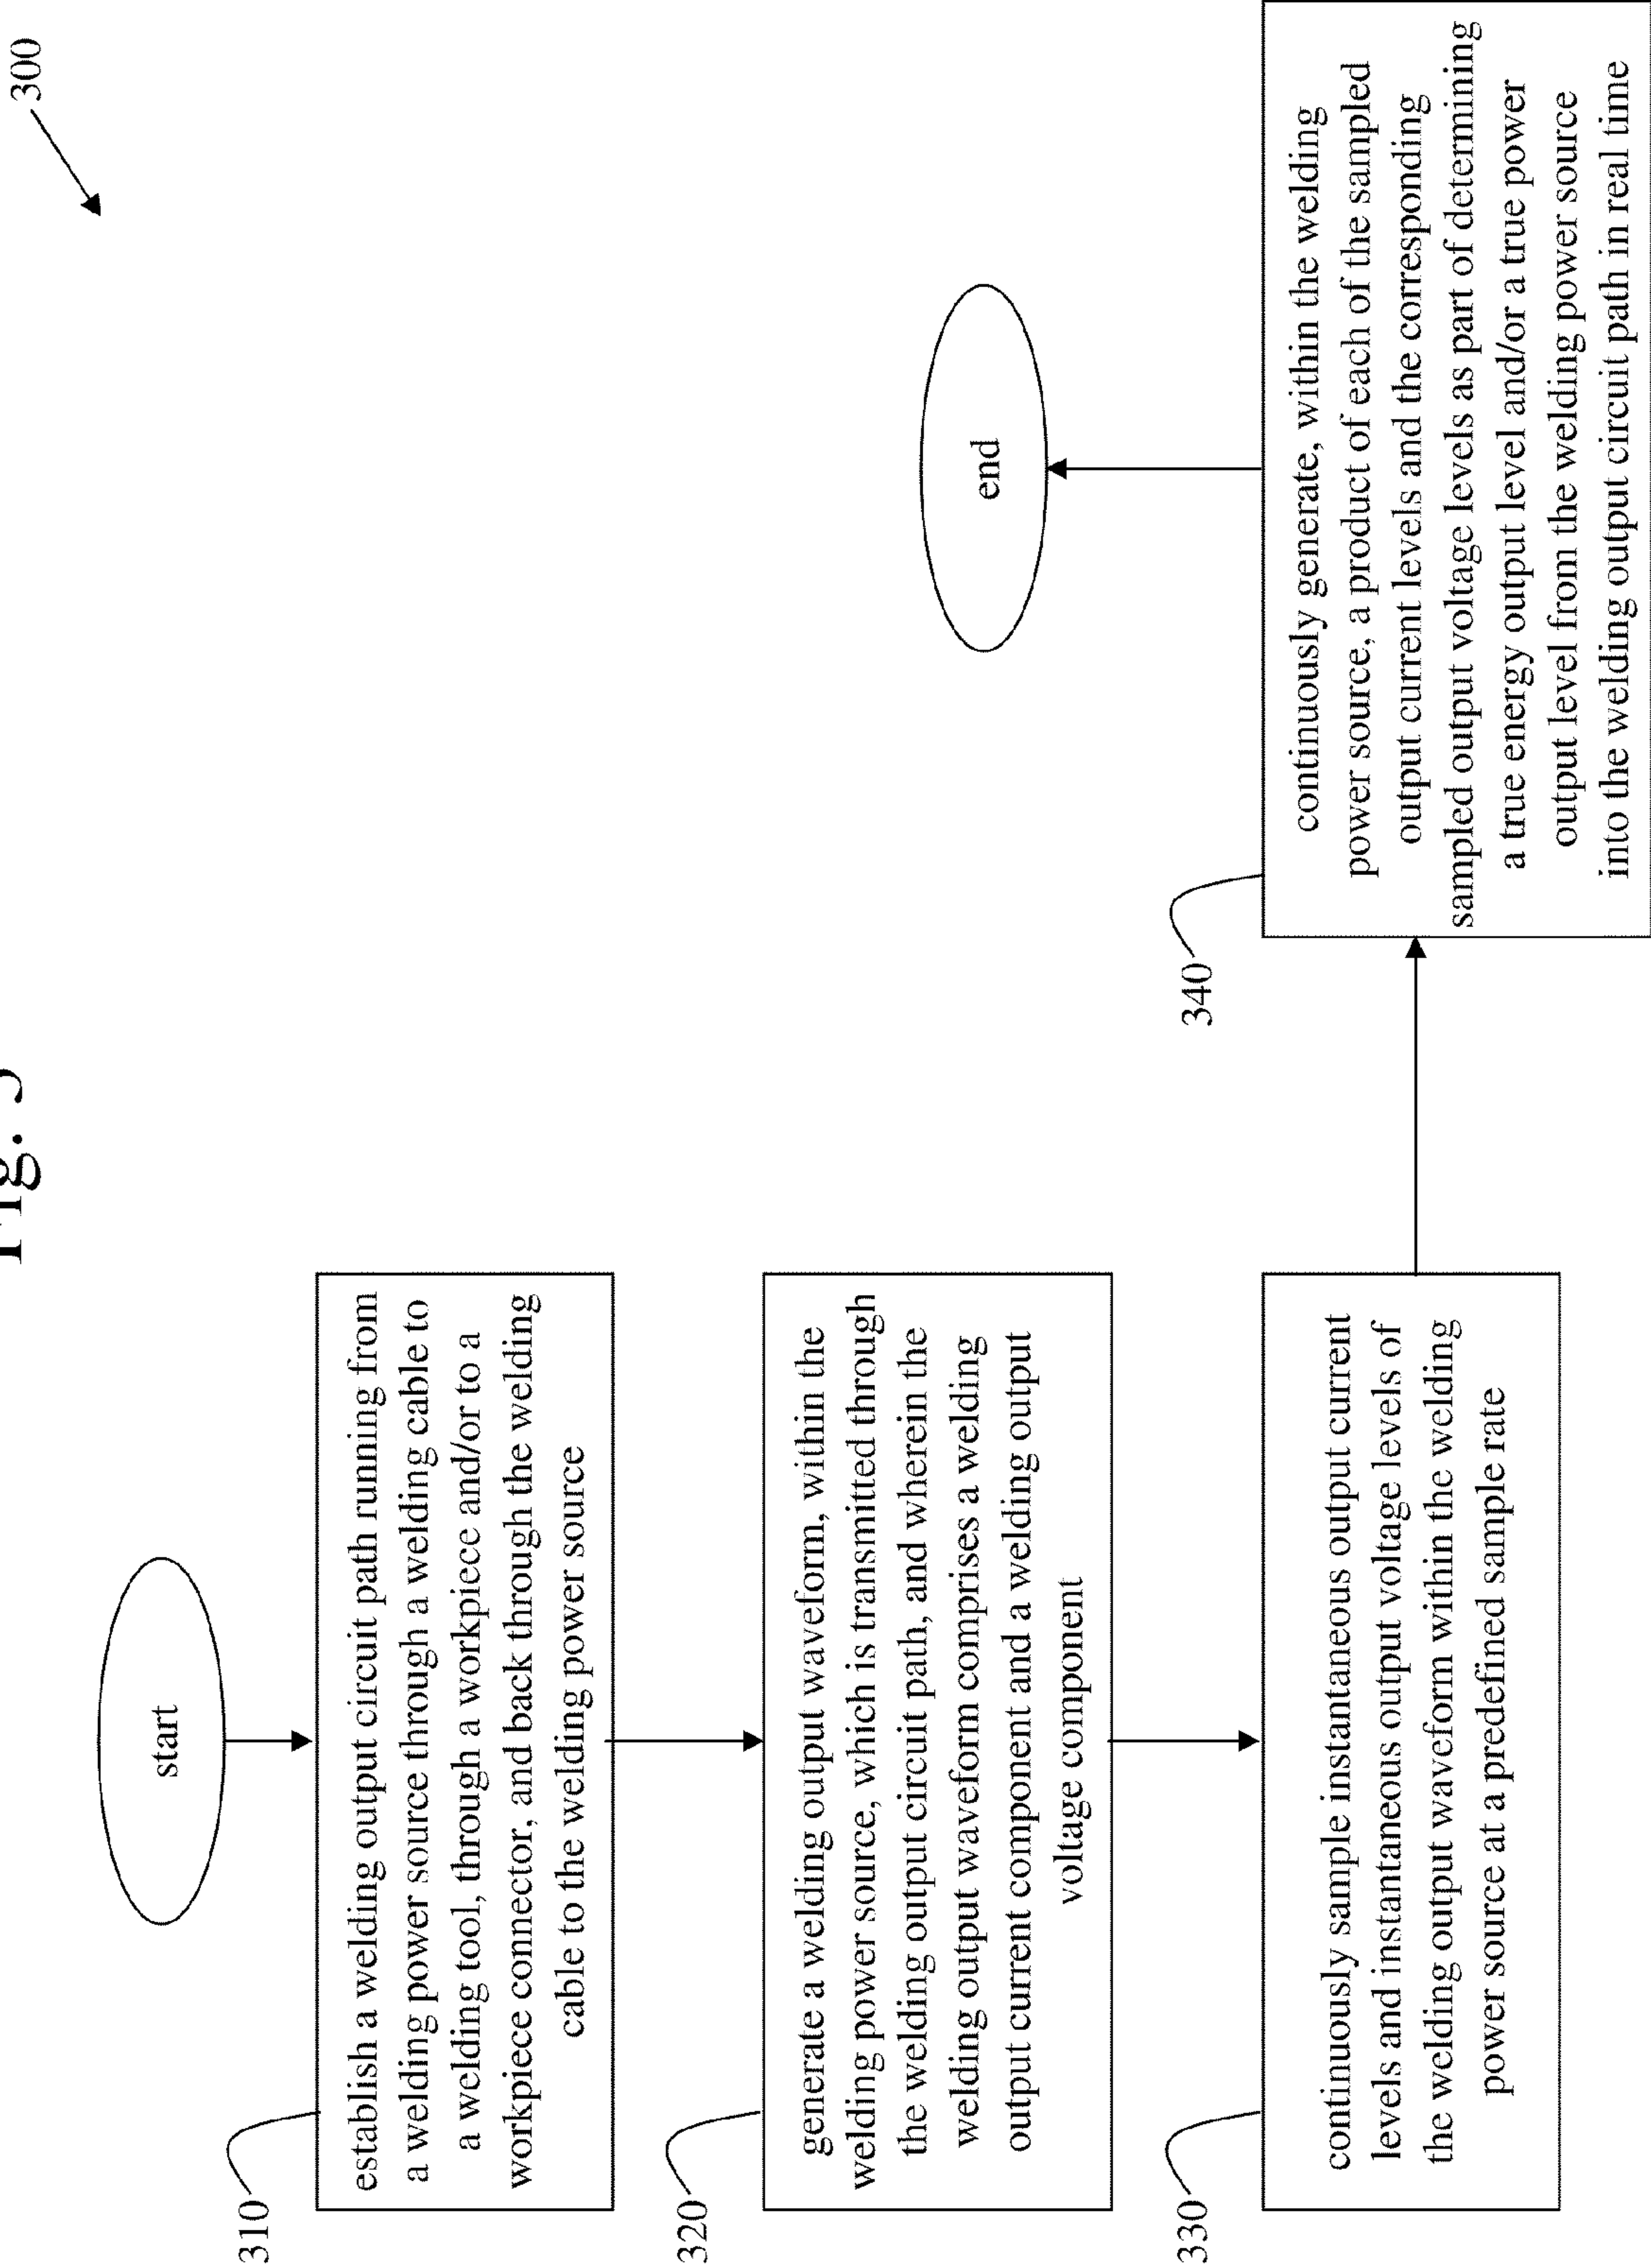 Fig.
300
start
310
establish a welding output circuit path running from
a welding power source through a welding cable to
a welding tool, through a workpiece and/or to a
workpiece connector, and back through the welding
cable to the welding power source
320
generate a welding output waveform, within the
welding power source, which is transmitted through
the welding output circuit path, and wherein the
welding output waveform comprises a welding
output current component and a welding output
voltage component
330
continuously sample instantaneous output current
levels and instantaneous output voltage levels of
the welding output waveform within the welding
power source at a predefined sample rate
340
continuously generate, within the welding
power source, a product of each of the sampled
output current levels and the corresponding
sampled output voltage levels as part of determining
a true energy output level and/or a true power
output level from the welding power source
into the welding output circuit path in real time
end